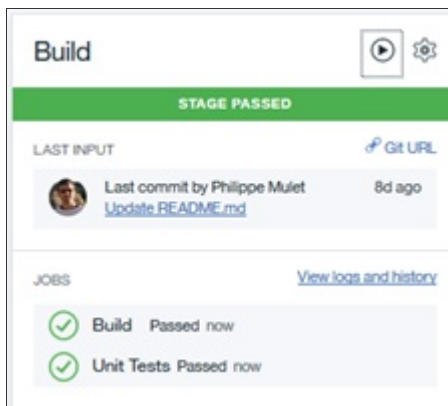 Build
STAGE PASSED
LAST INPUT
Git URL
Last commit by Philippe Mulet
8d ago
Update README.md
JOBS
View logs and history
Build Passed now
Unit Tests Passed now